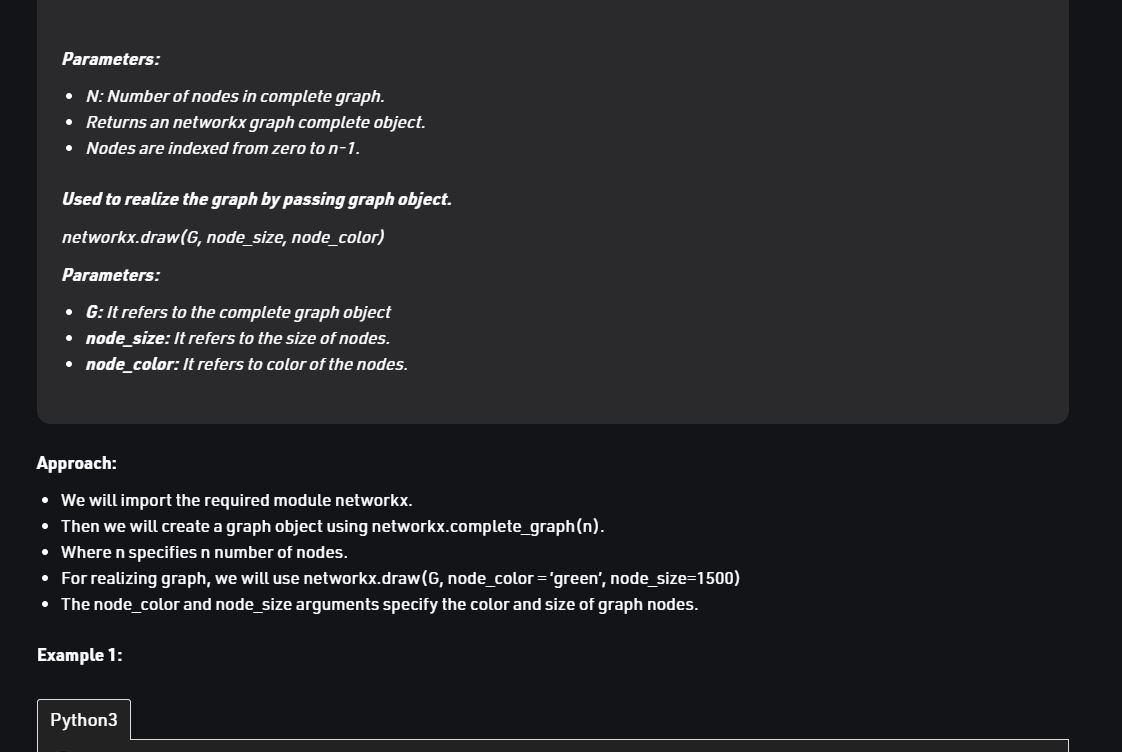 Parameters:
N: Number of nodes in complete graph.
Returns an networkx graph complete object.
Nodes are indexed from zero to n-1.
Used to realize the graph by passing graph object.
networkx.draw(G, node_size, node_color)
Parameters:
G: It refers to the complete graph object
node_size: It refers to the size of nodes.
node_color: It refers to color of the nodes.
Approach:
We will import the required module networkx.
Then we will create a graph object using networkx.complete_graph(n).
Where n specifies n number of nodes.
For realizing graph, we will use networkx.draw(G, node_color = ’green’, node_size=1500)
The node_color and node_size arguments specify the color and size of graph nodes.
Example 1:
Python3